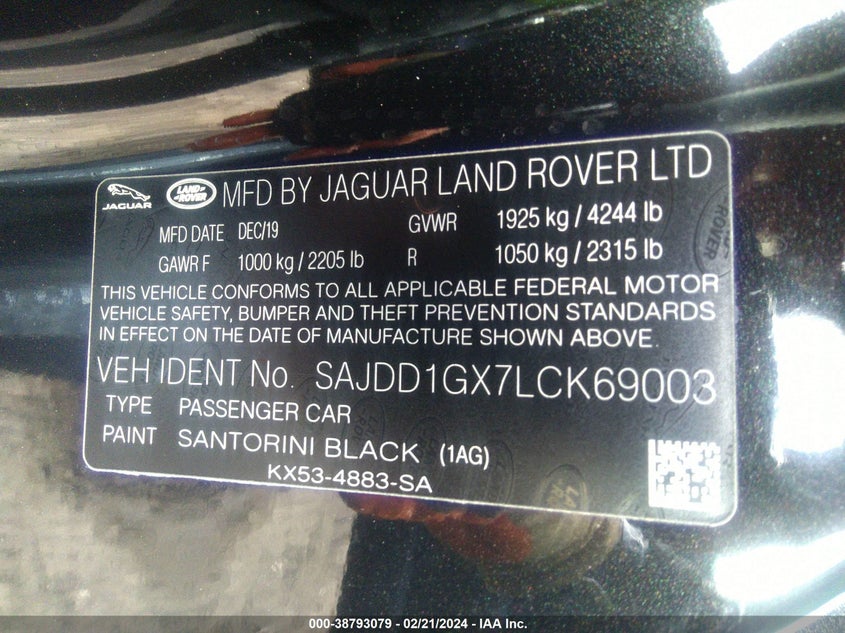 JAGUAR LAND-ROVER MFD BY JAGUAR LAND ROVER LTD
MFD DATE DEC/19 GVWR 1925 kg / 4244 lb
GAWR F 1000 kg / 2205 lb R 1050 kg / 2315 lb
THIS VEHICLE CONFORMS TO ALL APPLICABLE FEDERAL MOTOR
VEHICLE SAFETY, BUMPER AND THEFT PREVENTION STANDARDS
IN EFFECT ON THE DATE OF MANUFACTURE SHOWN ABOVE.
VEH IDENT No. SAJDD1GX7LCK69003
TYPE PASSENGER CAR
PAINT SANTORINI BLACK (1AG)
KX53-4883-SA
000-38793079 - 02/21/2024 - IAA Inc.